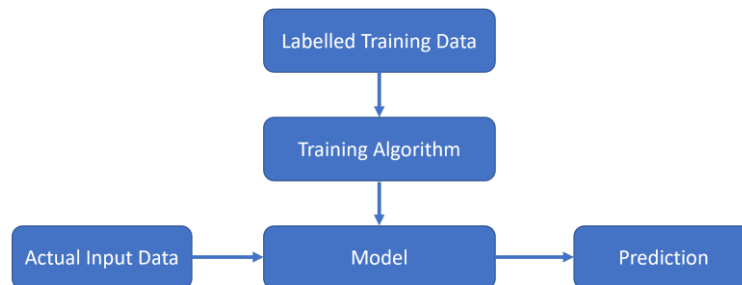 Labelled Training Data
Training Algorithm
Actual Input Data
Model
Prediction